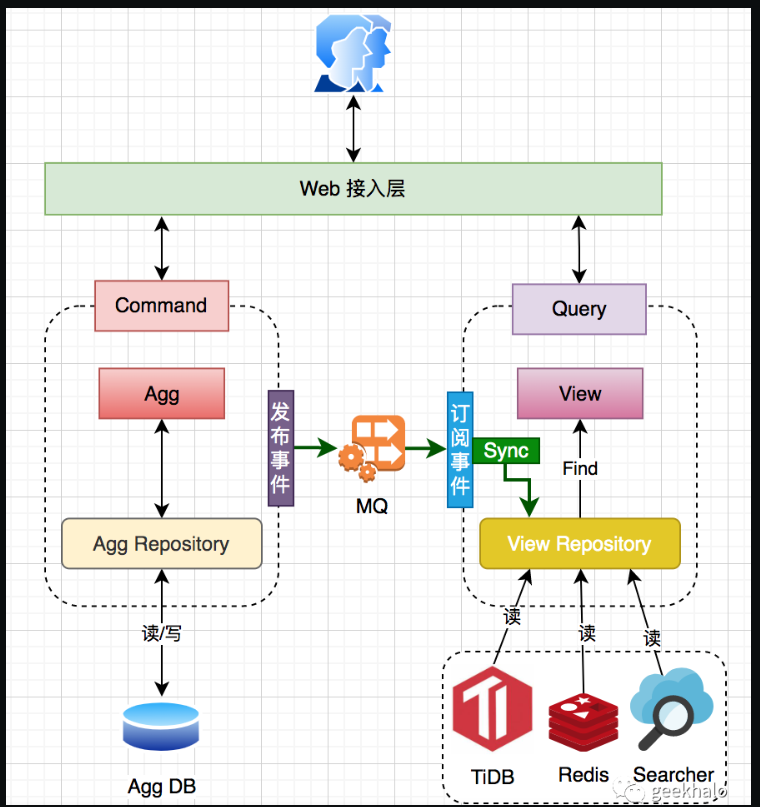 Web 接入层
Command
Query
Agg
View
发布事件
订阅事件
Sync
Find
MQ
Agg Repository
View Repository
读/写
读
读
读
Agg DB
TiDB
Redis
Searcher
geekhalo